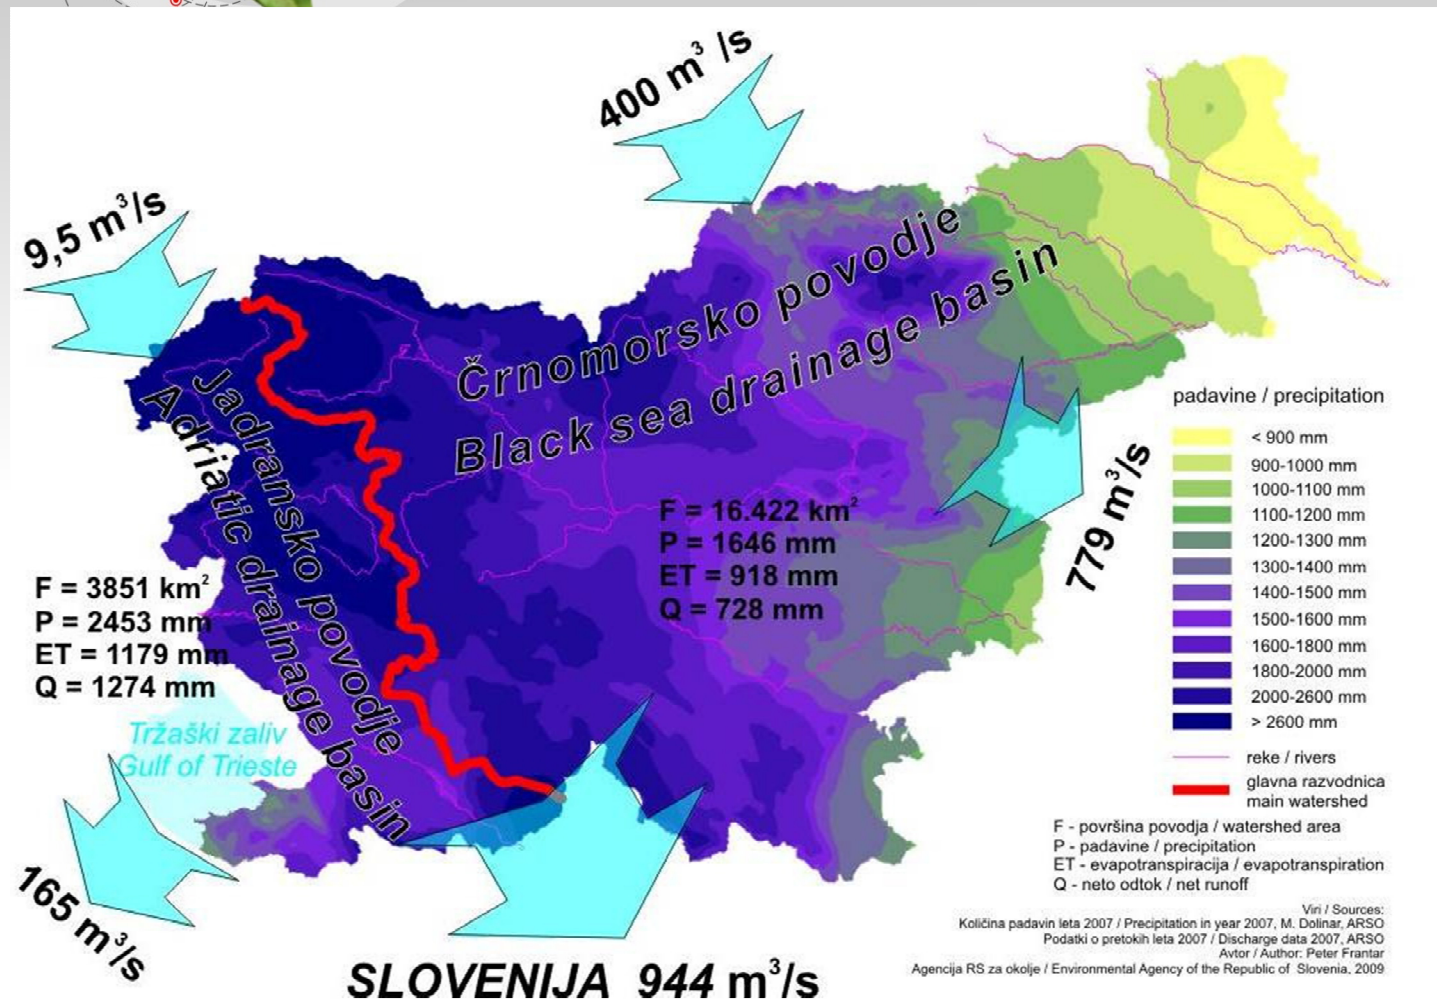 400 m³/s
9,5 m³/s
Črnomorsko povodje
Black sea drainage basin
Jadransko povodje
Adriatic drainage basin
F = 16.422 km²
P = 1646 mm
ET = 918 mm
Q = 728 mm
779 m³/s
F = 3851 km²
P = 2453 mm
ET = 1179 mm
Q = 1274 mm
Tržaški zaliv
Gulf of Trieste
165 m³/s
SLOVENIJA 944 m³/s
padavine / precipitation
< 900 mm
900-1000 mm
1000-1100 mm
1100-1200 mm
1200-1300 mm
1300-1400 mm
1400-1500 mm
1500-1600 mm
1600-1800 mm
1800-2000 mm
2000-2600 mm
> 2600 mm
reke / rivers
glavna razvodnica
main watershed
F - površina povodja / watershed area
P - padavine / precipitation
ET - evapotranspiracija / evapotranspiration
Q - neto odtok / net runoff
Viri / Sources:
Količina padavin leta 2007 / Precipitation in year 2007, M. Dolinar, ARSO
Podatki o pretokih leta 2007 / Discharge data 2007, ARSO
Avtor / Author: Peter Frantar
Agencija RS za okolje / Environmental Agency of the Republic of Slovenia, 2009